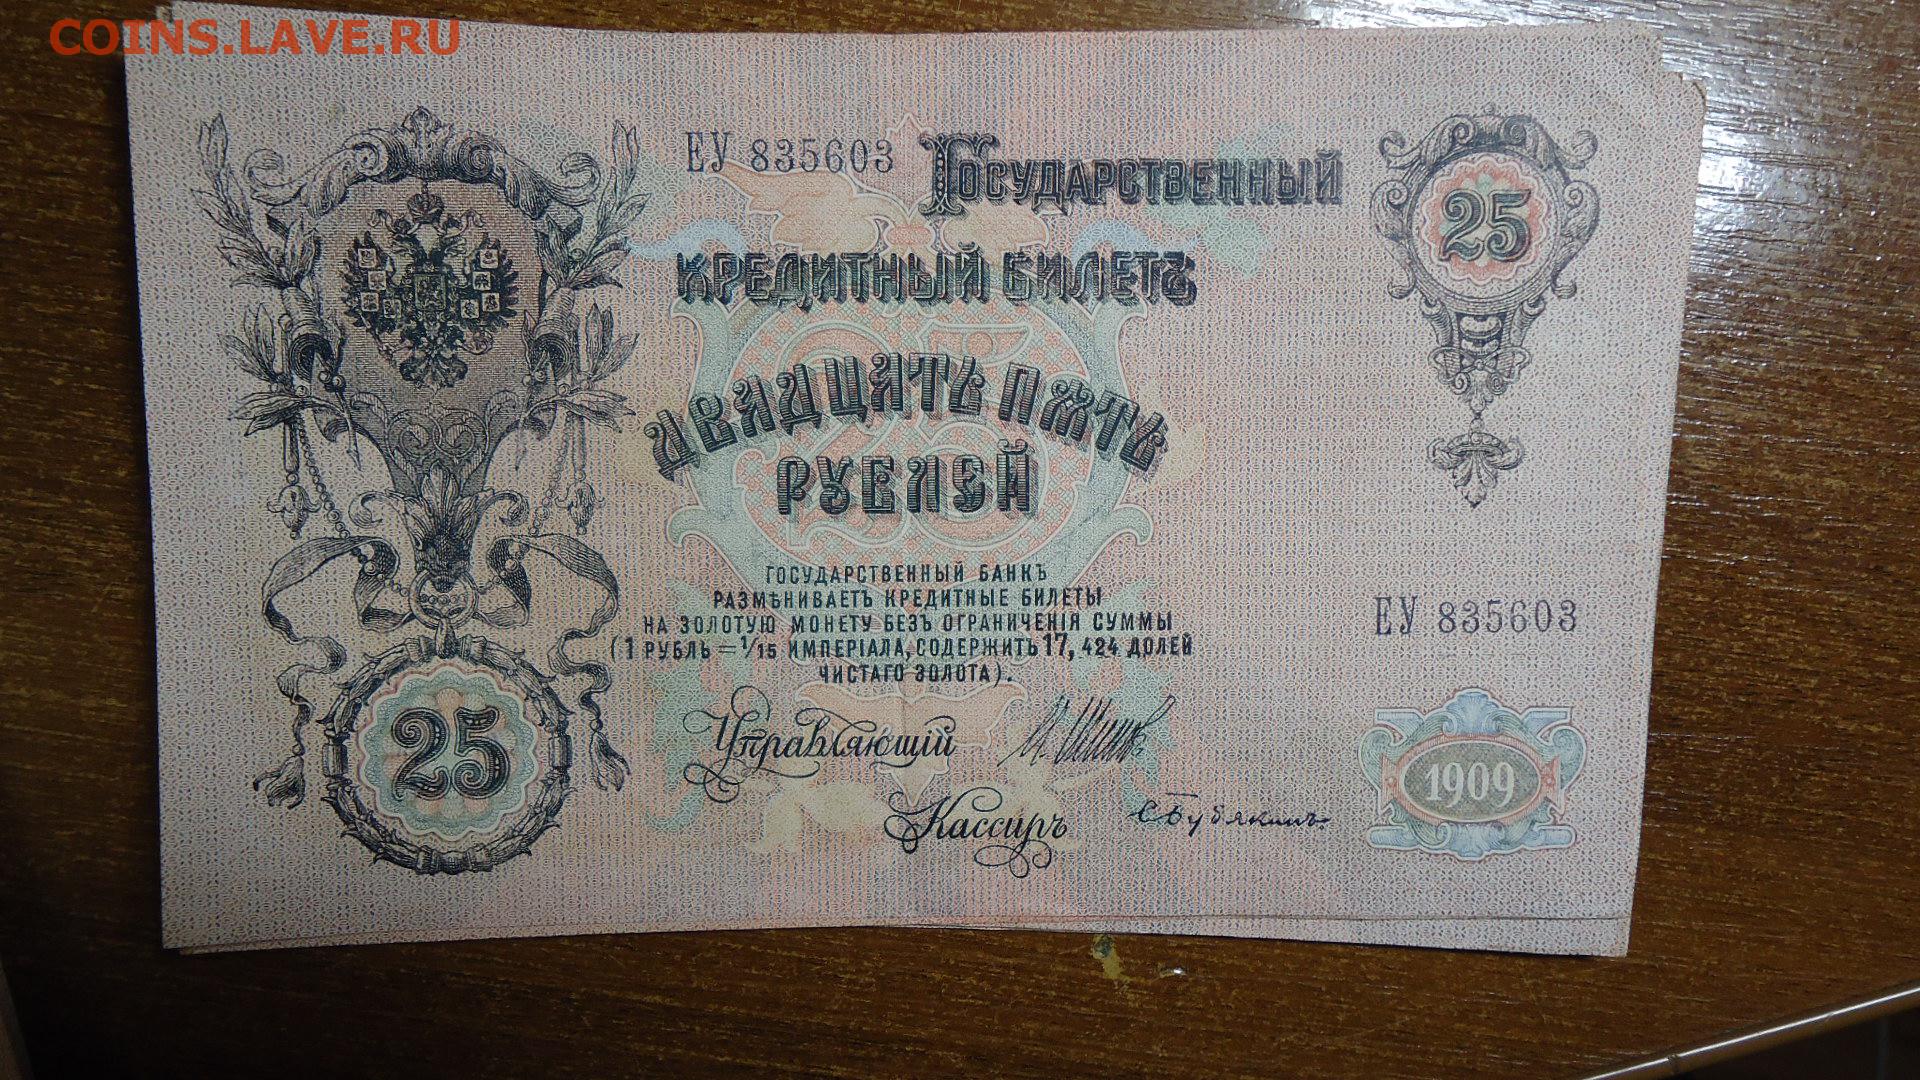 COINS.LAVE.RU
ЕУ 835603
ГОСУДАРСТВЕННЫЙ
КРЕДИТНЫЙ БИЛЕТЪ
ДВАДЦАТЬ ПЯТЬ
РУБЛЕЙ
25
ГОСУДАРСТВЕННЫЙ БАНКЪ
РАЗМѢНИВАЕТЪ КРЕДИТНЫЕ БИЛЕТЫ
НА ЗОЛОТУЮ МОНЕТУ БЕЗЪ ОГРАНИЧЕНІЯ СУММЫ
(1 РУБЛЬ = 1/15 ИМПЕРІАЛА, СОДЕРЖИТЪ 17, 424 ДОЛЕЙ
ЧИСТАГО ЗОЛОТА).
ЕУ 835603
25
25
Управляющій
Кассиръ
СБубякинъ
1909